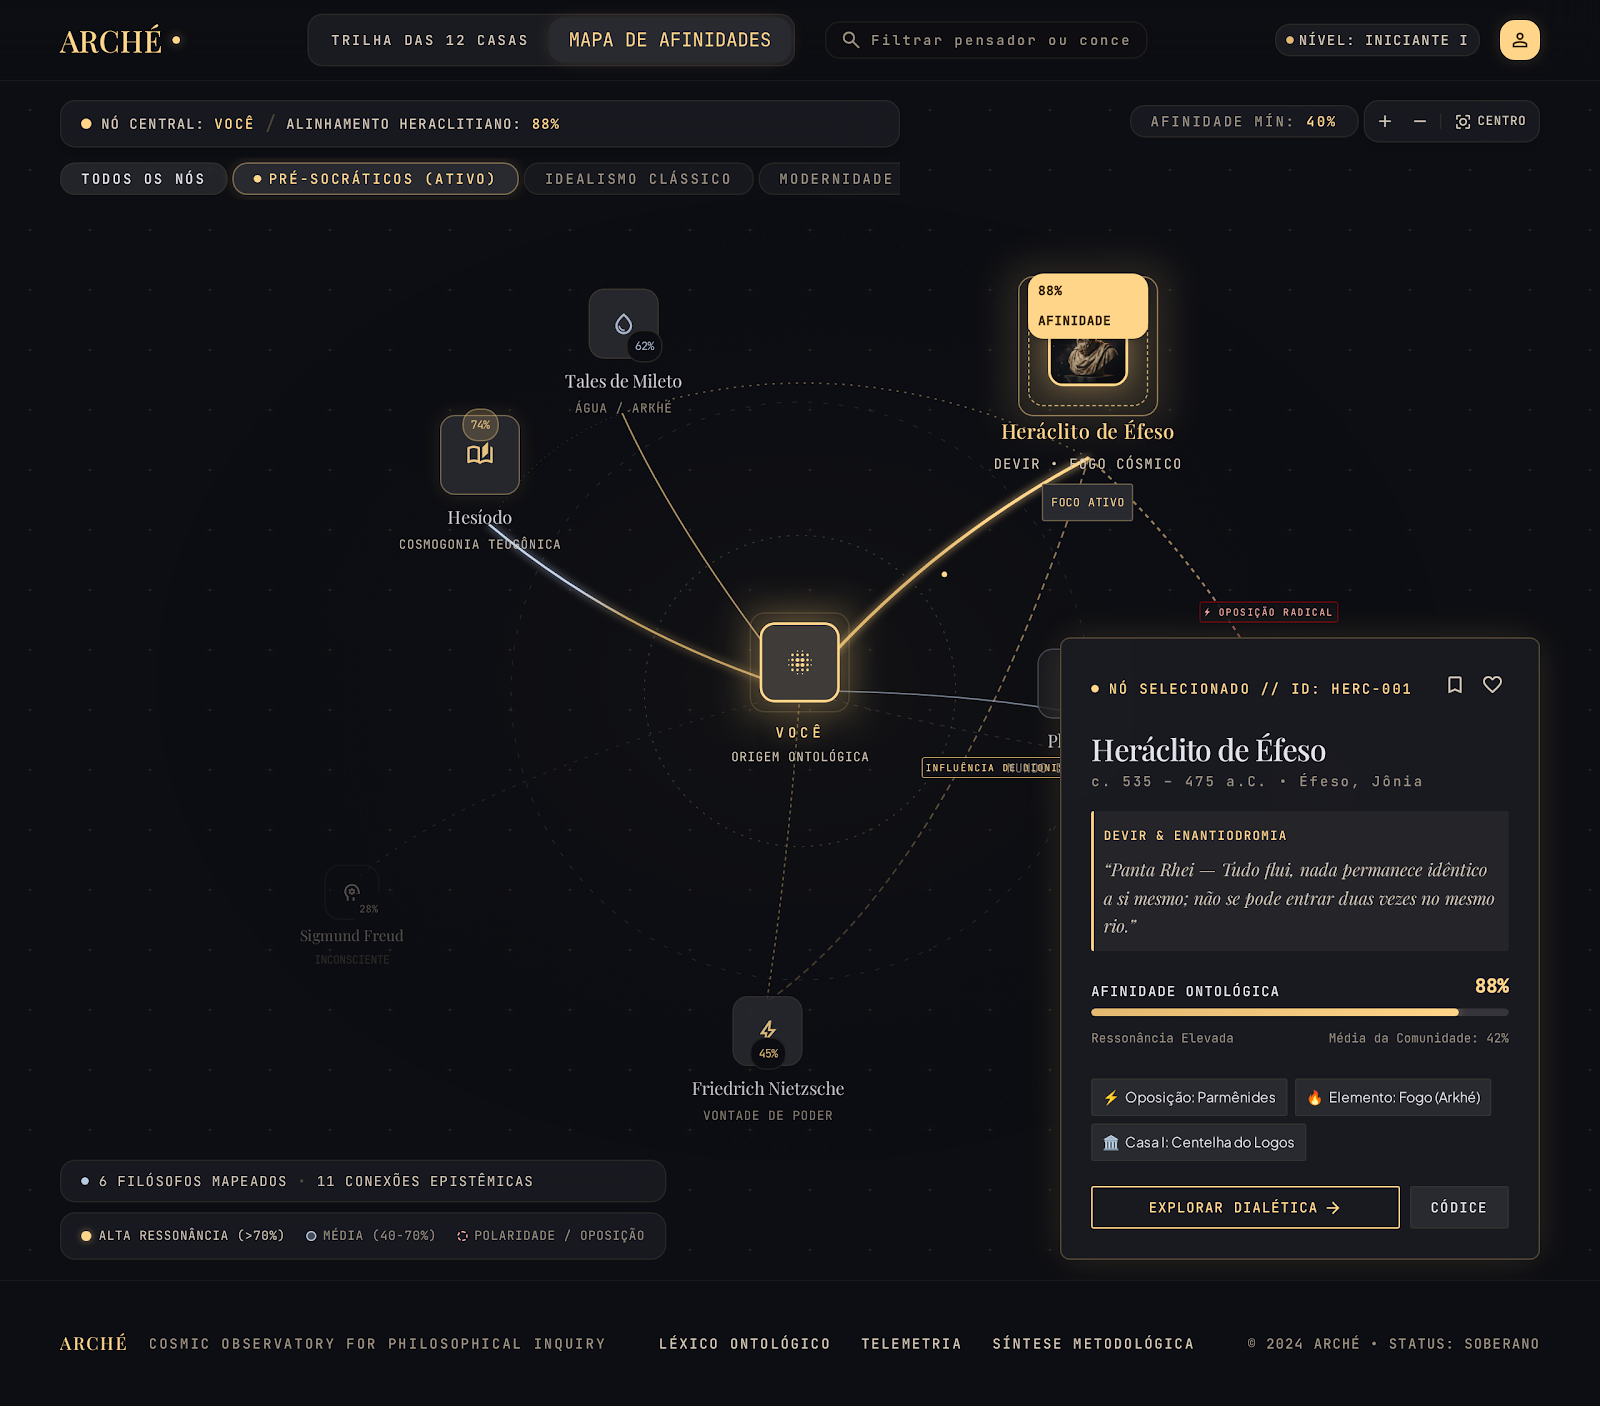 ARCHÉ
TRILHA DAS 12 CASAS
MAPA DE AFINIDADES
Filtrar pensador ou conce
NÍVEL: INICIANTE I
NÓ CENTRAL: VOCÊ / ALINHAMENTO HERACLITIANO: 88%
AFINIDADE MÍN: 40%
CENTRO
TODOS OS NÓS
PRÉ-SOCRÁTICOS (ATIVO)
IDEALISMO CLÁSSICO
MODERNIDADE
88%
AFINIDADE
62%
Tales de Mileto
ÁGUA / ARKHÉ
74%
Heráclito de Éfeso
DEVIR • FOGO CÓSMICO
FOCO ATIVO
Hesíodo
COSMOGONIA TEOGÔNICA
OPOSIÇÃO RADICAL
VOCÊ
ORIGEM ONTOLÓGICA
INFLUÊNCIA DE
28%
Sigmund Freud
INCONSCIENTE
45%
Friedrich Nietzsche
VONTADE DE PODER
NÓ SELECIONADO // ID: HERC-001
Heráclito de Éfeso
c. 535 – 475 a.C. • Éfeso, Jônia
DEVIR & ENANTIODROMIA
“Panta Rhei — Tudo flui, nada permanece idêntico
a si mesmo; não se pode entrar duas vezes no mesmo
rio.”
AFINIDADE ONTOLÓGICA 88%
Ressonância Elevada
Média da Comunidade: 42%
⚡ Oposição: Parmênides
🔥 Elemento: Fogo (Arkhé)
🏛️ Casa I: Centelha do Logos
EXPLORAR DIALÉTICA →
CÓDICE
6 FILÓSOFOS MAPEADOS • 11 CONEXÕES EPISTÊMICAS
ALTA RESSONÂNCIA (>70%)
MÉDIA (40-70%)
POLARIDADE / OPOSIÇÃO
ARCHÉ
COSMIC OBSERVATORY FOR PHILOSOPHICAL INQUIRY
LÉXICO ONTOLÓGICO
TELEMETRIA
SÍNTESE METODOLÓGICA
© 2024 ARCHÉ • STATUS: SOBERANO